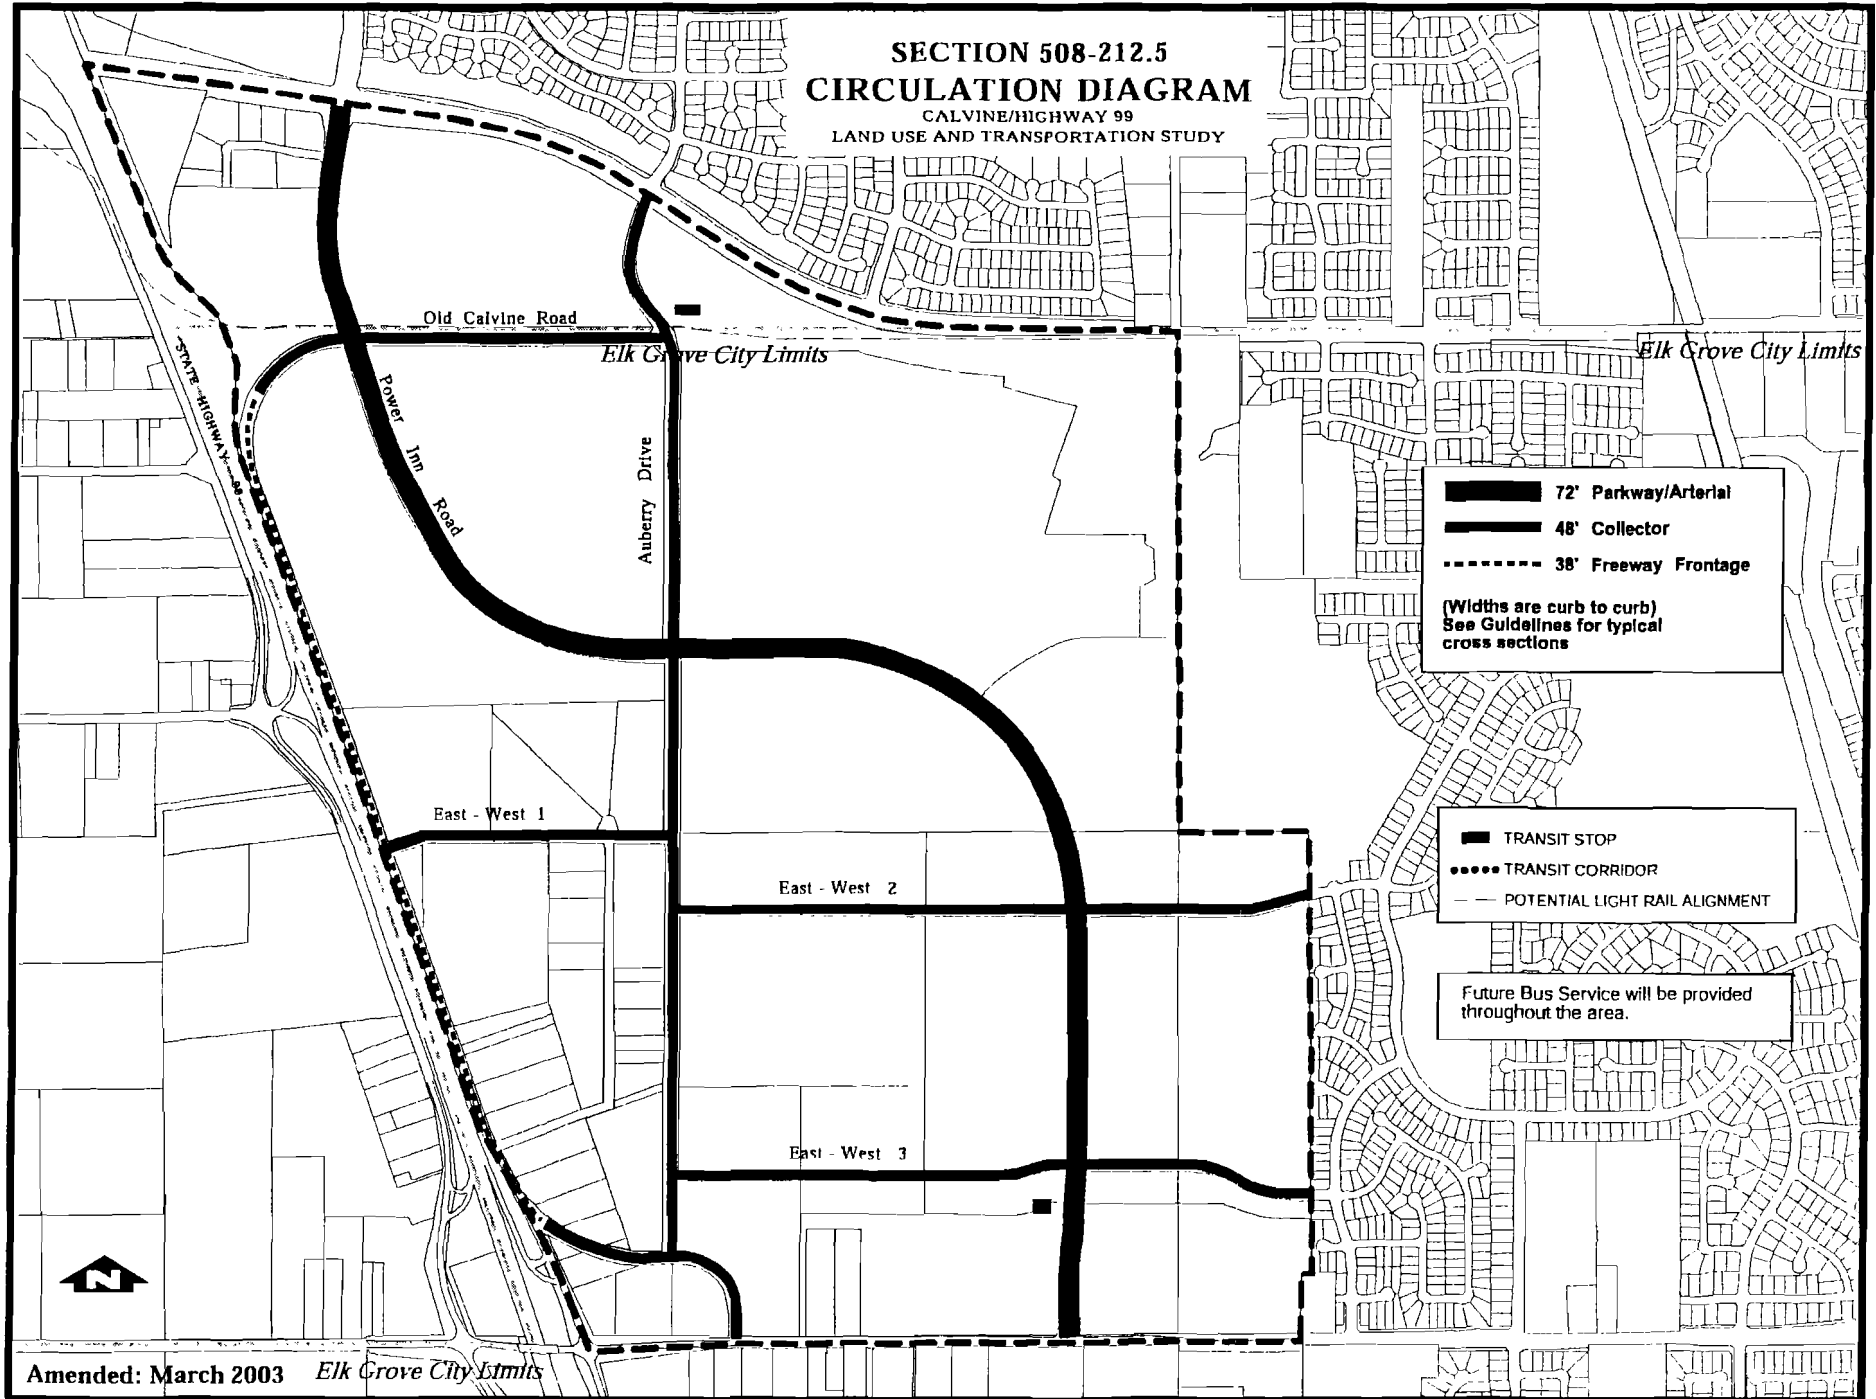 SECTION 508-212.5
CIRCULATION DIAGRAM
CALVINE/HIGHWAY 99
LAND USE AND TRANSPORTATION STUDY
Old Calvine Road
Elk Grove City Limits
Elk Grove City Limits
STATE HIGHWAY 99
Power Inn Road
Auberry Drive
72' Parkway/Arterial
48' Collector
38' Freeway Frontage
(Widths are curb to curb)
See Guidelines for typical
cross sections
East - West 1
TRANSIT STOP
TRANSIT CORRIDOR
POTENTIAL LIGHT RAIL ALIGNMENT
East - West 2
Future Bus Service will be provided
throughout the area.
East - West 3
N
Amended: March 2003
Elk Grove City Limits